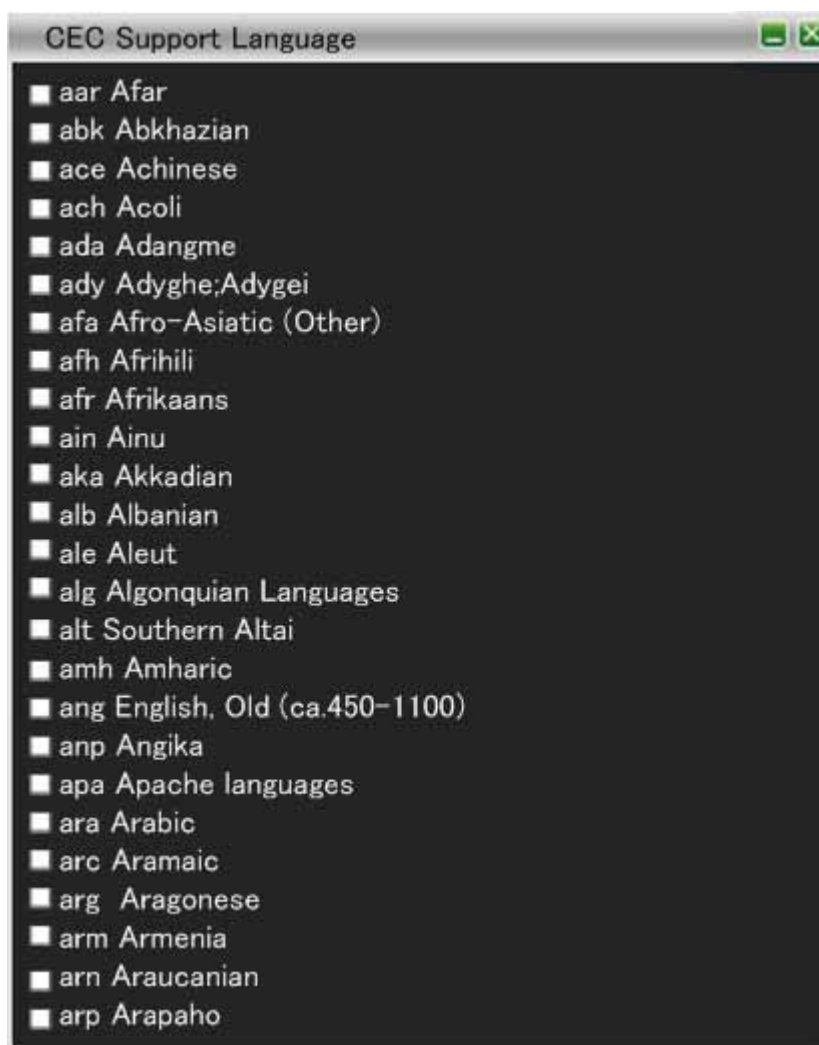 CEC Support Language
aar Afar
abk Abkhazian
ace Achinese
ach Acoli
ada Adangme
ady Adyghe;Adygei
afa Afro-Asiatic (Other)
afh Afrihili
afr Afrikaans
ain Ainu
aka Akkadian
alb Albanian
ale Aleut
alg Algonquian Languages
alt Southern Altai
amh Amharic
ang English, Old (ca.450-1100)
anp Angika
apa Apache languages
ara Arabic
arc Aramaic
arg Aragonese
arm Armenia
arn Araucanian
arp Arapaho